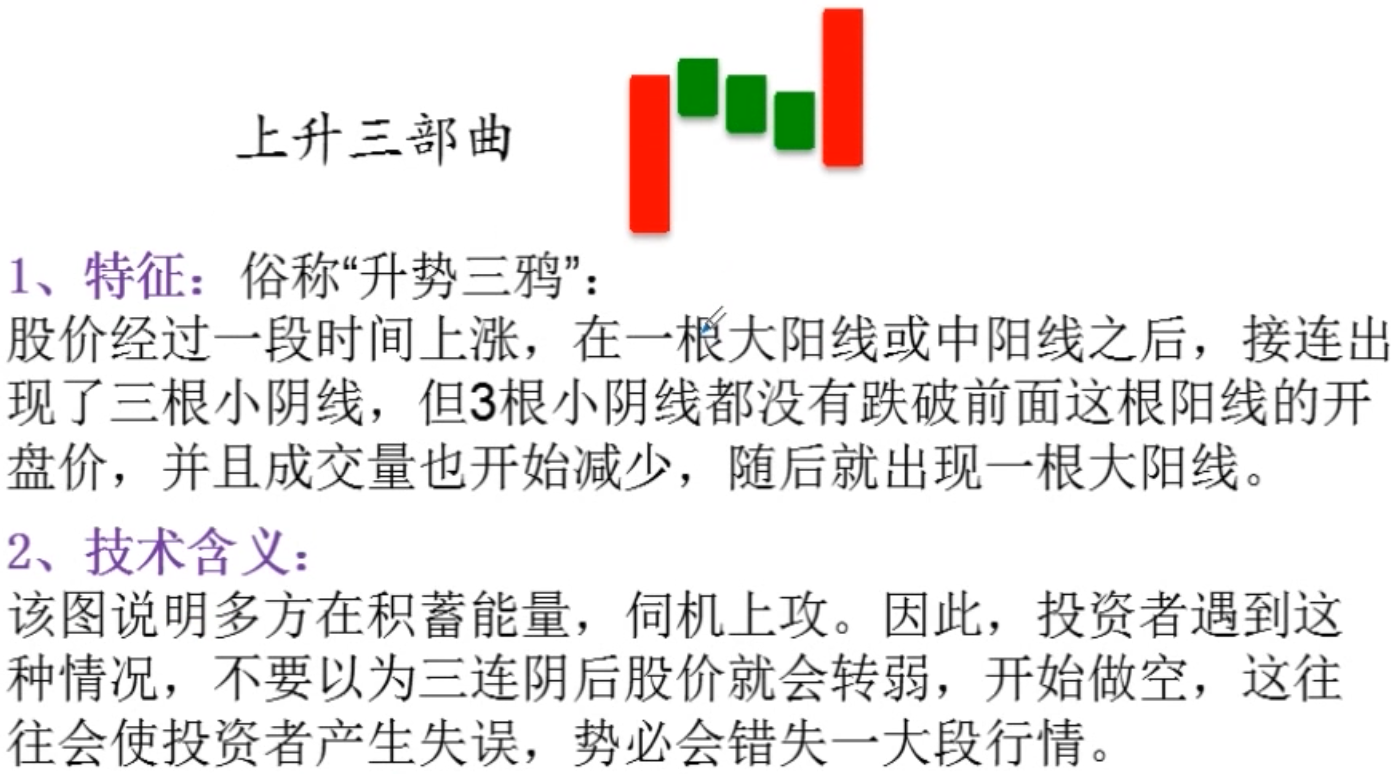 上升三部曲
1、特征：俗称“升势三鸦”：
股价经过一段时间上涨，在一根大阳线或中阳线之后，接连出
现了三根小阴线，但3根小阴线都没有跌破前面这根阳线的开
盘价，并且成交量也开始减少，随后就出现一根大阳线。
2、技术含义：
该图说明多方在积蓄能量，伺机上攻。因此，投资者遇到这
种情况，不要以为三连阴后股价就会转弱，开始做空，这往
往会使投资者产生失误，势必会错失一大段行情。